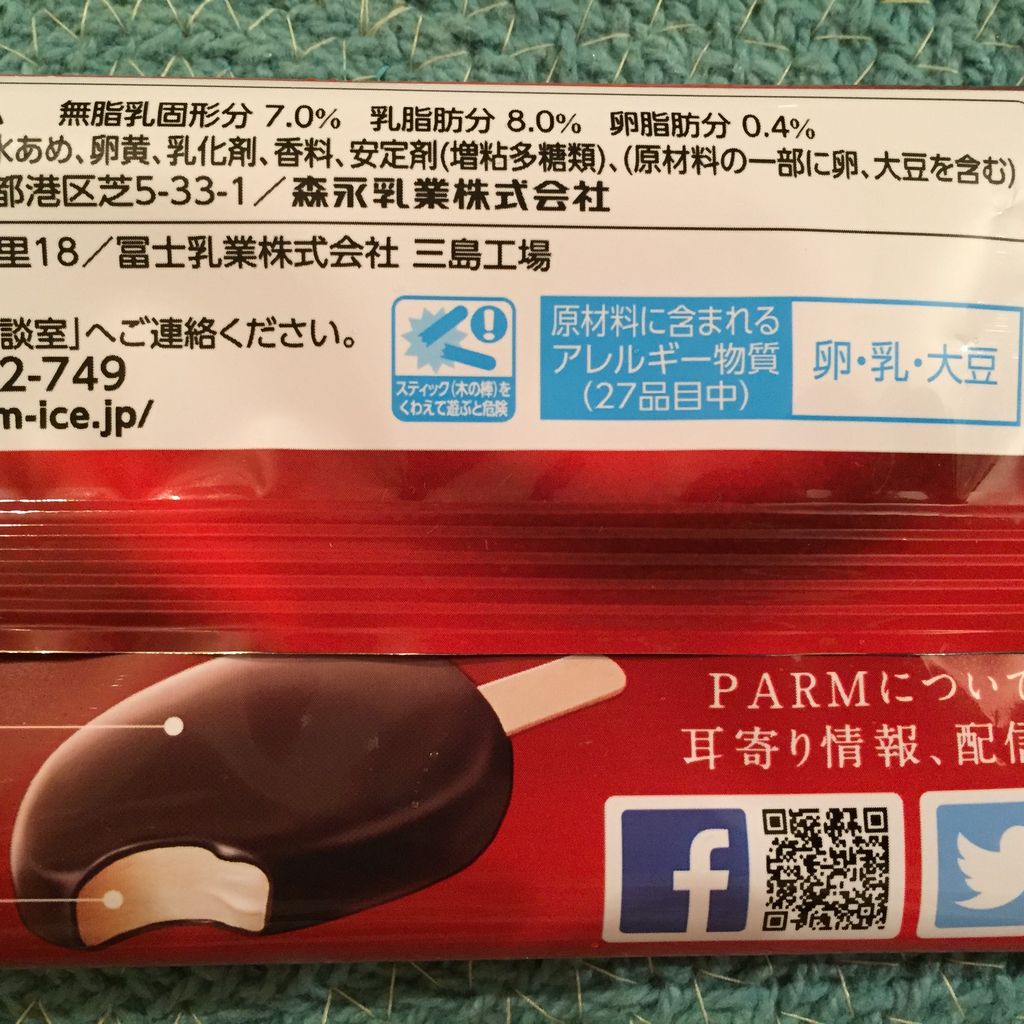 無脂乳固形分 7.0% 乳脂肪分 8.0% 卵脂肪分 0.4%
水あめ、卵黄、乳化剤、香料、安定剤(増粘多糖類)、(原材料の一部に卵、大豆を含む)
都港区芝5-33-1/森永乳業株式会社
里18/冨士乳業株式会社 三島工場
談室」へご連絡ください。
2-749
m-ice.jp/
スティック(木の棒)を
くわえて遊ぶと危険
原材料に含まれる
アレルギー物質
(27品目中)
卵・乳・大豆
PARMについて
耳寄り情報、配信